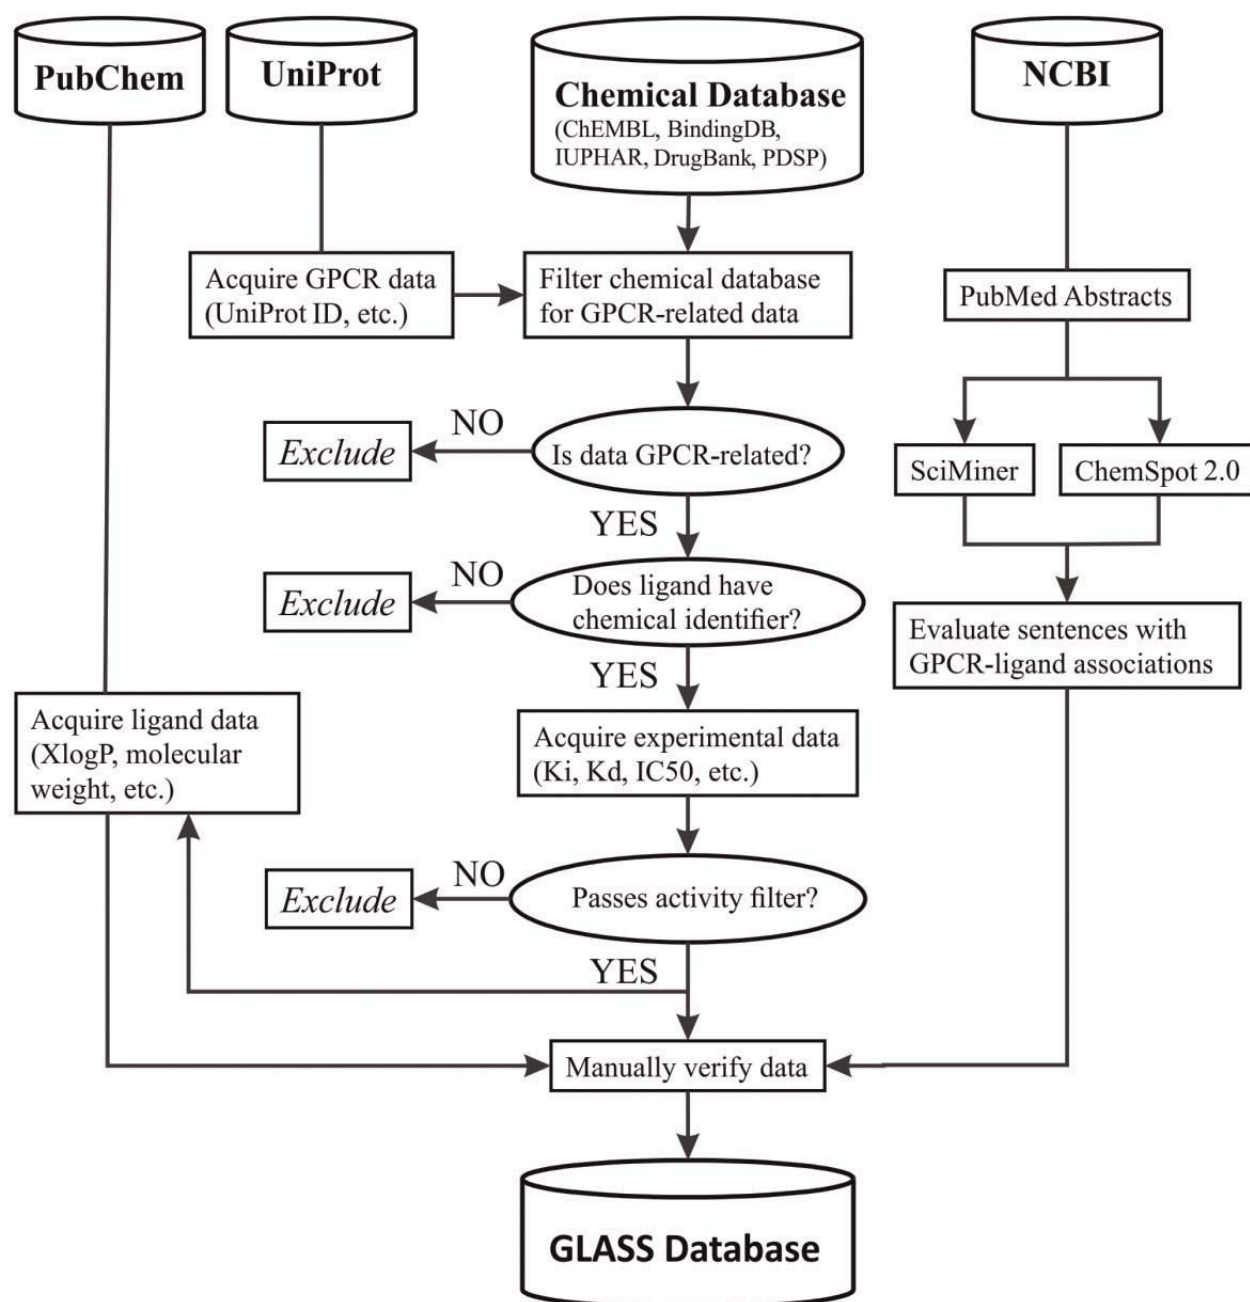 PubChem
UniProt
Chemical Database
(ChEMBL, BindingDB,
IUPHAR, DrugBank, PDSP)
NCBI
Acquire GPCR data
(UniProt ID, etc.)
Filter chemical database
for GPCR-related data
PubMed Abstracts
Exclude
NO
Is data GPCR-related?
SciMiner
ChemSpot 2.0
YES
Exclude
NO
Does ligand have
chemical identifier?
Evaluate sentences with
GPCR-ligand associations
YES
Acquire ligand data
(XlogP, molecular
weight, etc.)
Acquire experimental data
(Ki, Kd, IC50, etc.)
Exclude
NO
Passes activity filter?
YES
Manually verify data
GLASS Database